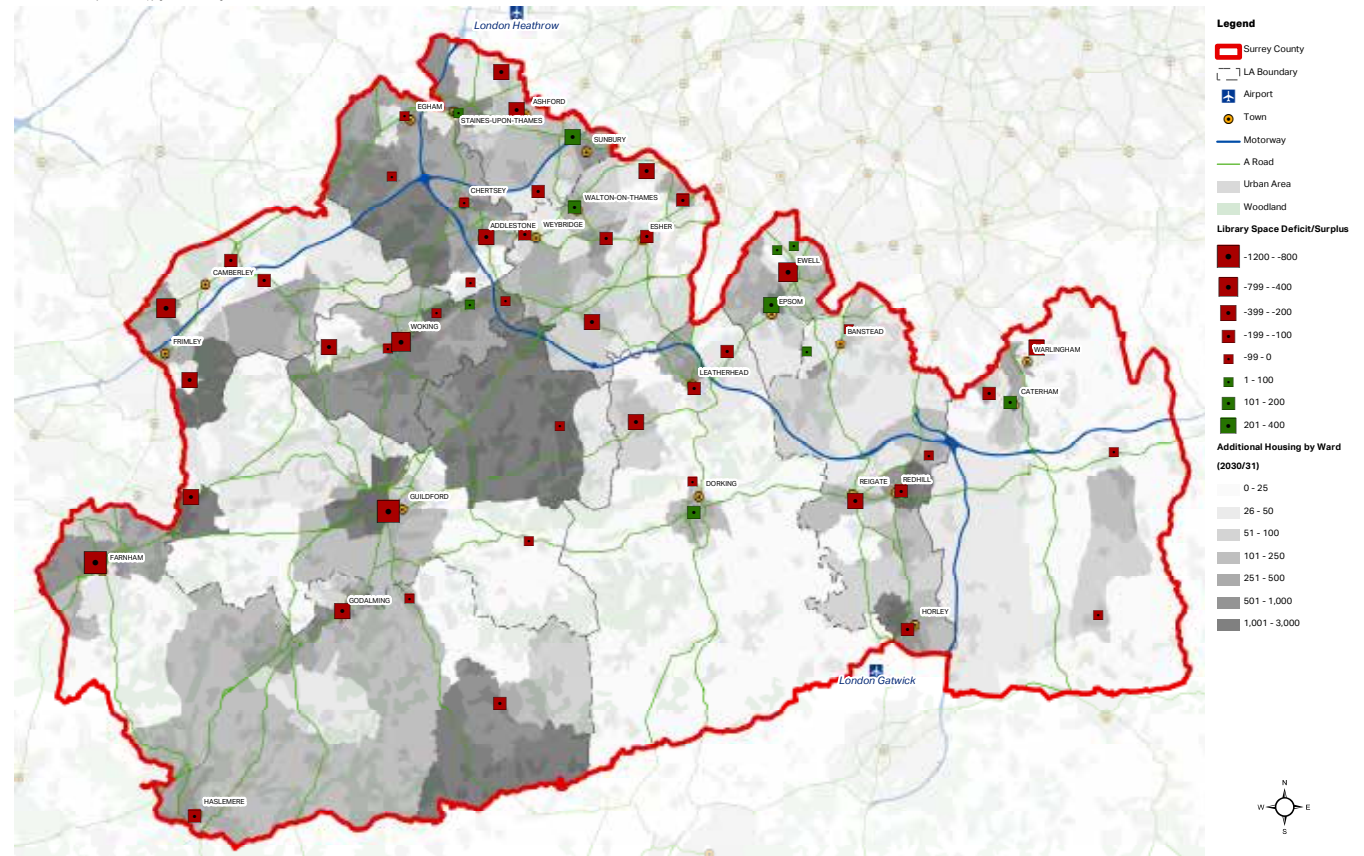 London Heathrow
ASHFORD
EGHAM
STAINES-UPON-THAMES
SUNBURY
CHERTSEY
WALTON-ON-THAMES
ADDLESTONE
WEYBRIDGE
ESHER
EWELL
CAMBERLEY
EPSOM
WOKING
BANSTEAD
FRIMLEY
WARLINGHAM
LEATHERHEAD
CATERHAM
DORKING
REIGATE
REDHILL
GUILDFORD
FARNHAM
GODALMING
HORLEY
London Gatwick
HASLEMERE
Legend
Surrey County
LA Boundary
Airport
Town
Motorway
A Road
Urban Area
Woodland
Library Space Deficit/Surplus
-1200 - -800
-799 - -400
-399 - -200
-199 - -100
-99 - 0
1 - 100
101 - 200
201 - 400
Additional Housing by Ward
(2030/31)
0 - 25
26 - 50
51 - 100
101 - 250
251 - 500
501 - 1,000
1,001 - 3,000
N
W
E
S